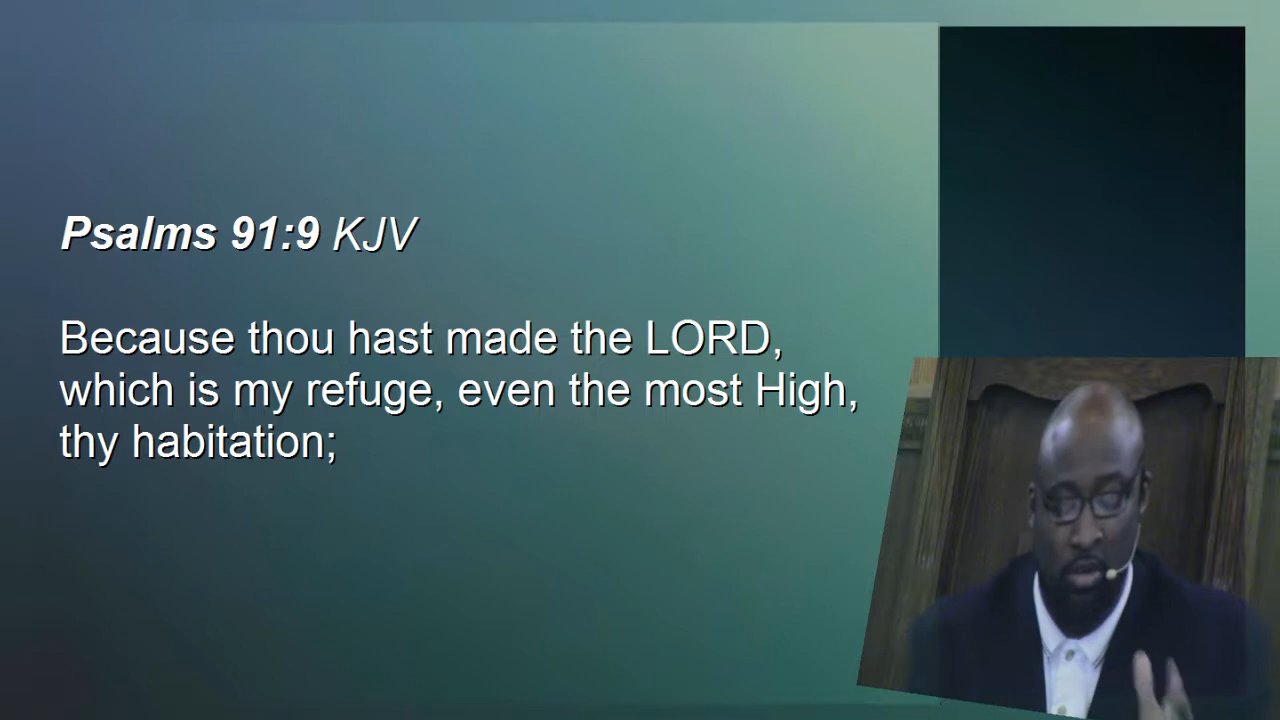 Psalms 91:9 KJV
Because thou hast made the LORD,
which is my refuge, even the most High,
thy habitation;